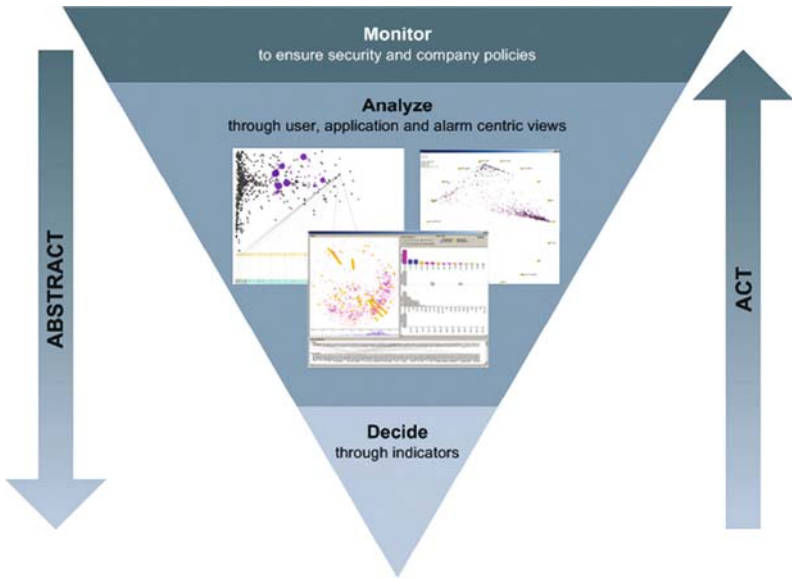 Monitor
to ensure security and company policies
Analyze
through user, application and alarm centric views
ABSTRACT
ACT
Decide
through indicators